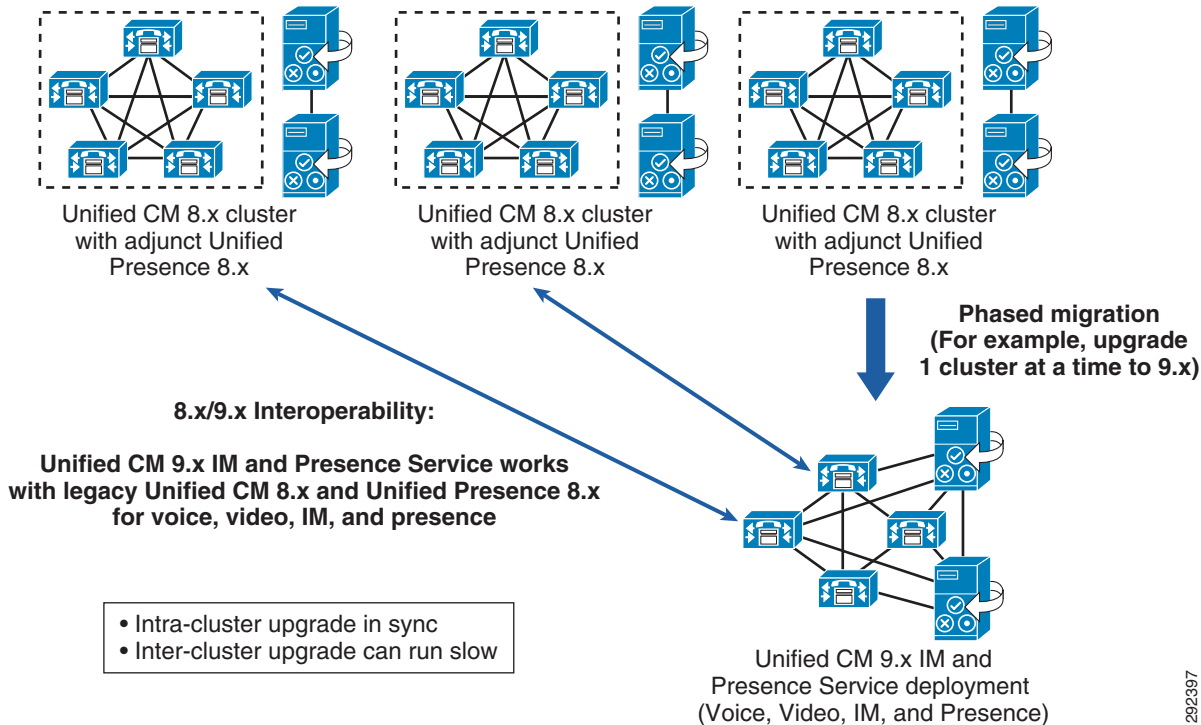 Unified CM 8.x cluster
with adjunct Unified
Presence 8.x
Unified CM 8.x cluster
with adjunct Unified
Presence 8.x
Unified CM 8.x cluster
with adjunct Unified
Presence 8.x
Phased migration
(For example, upgrade
1 cluster at a time to 9.x)
8.x/9.x Interoperability:
Unified CM 9.x IM and Presence Service works
with legacy Unified CM 8.x and Unified Presence 8.x
for voice, video, IM, and presence
• Intra-cluster upgrade in sync
• Inter-cluster upgrade can run slow
Unified CM 9.x IM and
Presence Service deployment
(Voice, Video, IM, and Presence)
292397